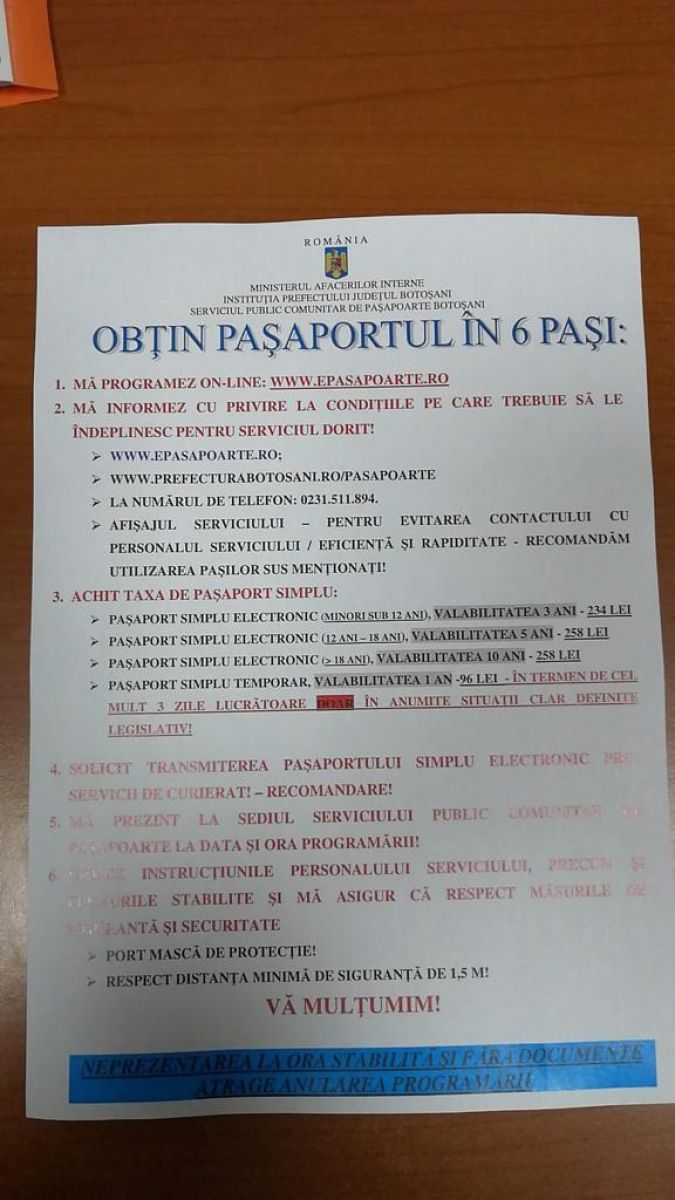 ROMÂNIA
MINISTERUL AFACERILOR INTERNE
INSTITUȚIA PREFECTULUI JUDEȚUL BOTOȘANI
SERVICIUL PUBLIC COMUNITAR DE PAȘAPOARTE BOTOȘANI
OBȚIN PAȘAPORTUL ÎN 6 PAȘI:
1. MĂ PROGRAMEZ ON-LINE: WWW.EPASAPOARTE.RO
2. MĂ INFORMEZ CU PRIVIRE LA CONDIȚIILE PE CARE TREBUIE SĂ LE
ÎNDEPLINESC PENTRU SERVICIUL DORIT!
➢ WWW.EPASAPOARTE.RO;
➢ WWW.PREFECTURABOTOSANI.RO/PASAPOARTE
➢ LA NUMĂRUL DE TELEFON: 0231.511.894.
➢ AFIȘAJUL SERVICIULUI – PENTRU EVITAREA CONTACTULUI CU
PERSONALUL SERVICIULUI / EFICIENȚĂ ȘI RAPIDITATE - RECOMANDĂM
UTILIZAREA PAȘILOR SUS MENȚIONAȚI!
3. ACHIT TAXA DE PAȘAPORT SIMPLU:
➢ PAȘAPORT SIMPLU ELECTRONIC (MINORI SUB 12 ANI), VALABILITATEA 3 ANI - 234 LEI
➢ PAȘAPORT SIMPLU ELECTRONIC (12 ANI – 18 ANI), VALABILITATEA 5 ANI - 258 LEI
➢ PAȘAPORT SIMPLU ELECTRONIC (> 18 ANI), VALABILITATEA 10 ANI - 258 LEI
➢ PAȘAPORT SIMPLU TEMPORAR, VALABILITATEA 1 AN -96 LEI - ÎN TERMEN DE CEL
MULT 3 ZILE LUCRĂTOARE DOAR ÎN ANUMITE SITUAȚII CLAR DEFINITE
LEGISLATIV!
4. SOLICIT TRANSMITEREA PAȘAPORTULUI SIMPLU ELECTRONIC PRIN
SERVICII DE CURIERAT! – RECOMANDARE!
5. MĂ PREZINT LA SEDIUL SERVICIULUI PUBLIC COMUNITAR DE
PAȘAPOARTE LA DATA ȘI ORA PROGRAMĂRII!
6. INSTRUCȚIUNILE PERSONALULUI SERVICIULUI, PRECUM ȘI
STABILITE ȘI MĂ ASIGUR CĂ RESPECT MĂSURILE DE
ȘI SECURITATE
➢ PORT MASCĂ DE PROTECȚIE!
➢ RESPECT DISTANȚA MINIMĂ DE SIGURANȚĂ DE 1,5 M!
VĂ MULȚUMIM!
NEPREZENTAREA LA ORA STABILITĂ ȘI FĂRĂ DOCUMENTE
ATRAGE ANULAREA PROGRAMĂRII